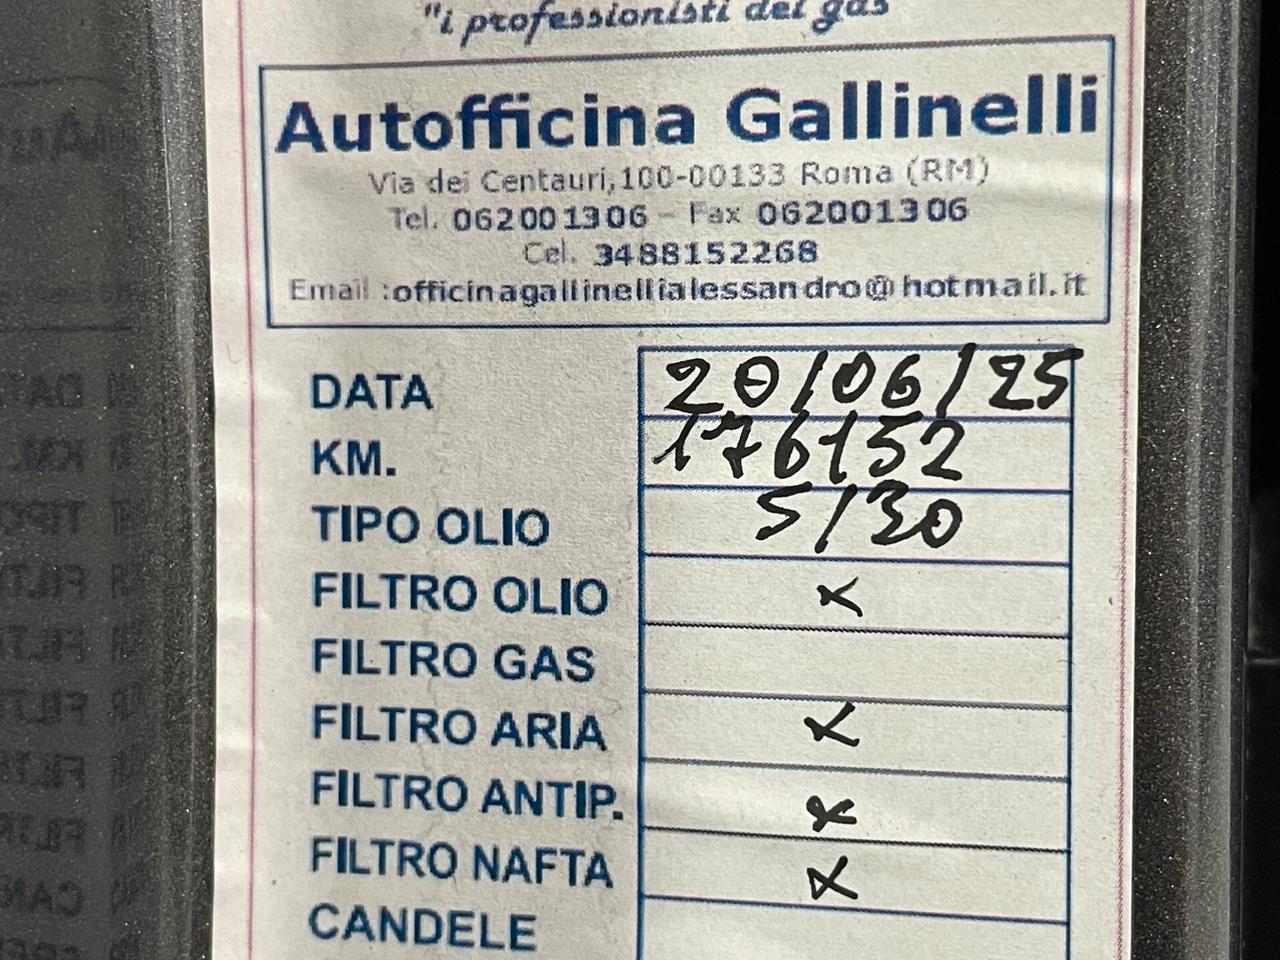 "i professionisti del gas
Autofficina Gallinelli
Via dei Centauri,100-00133 Roma (RM)
Tel. 062001306 - Fax 062001306
Cel. 3488152268
Email :officinagallinellialessandro@hotmail.it
DATA 20/06/25
KM. 176152
TIPO OLIO 5/30
FILTRO OLIO x
FILTRO GAS
FILTRO ARIA x
FILTRO ANTIP. x
FILTRO NAFTA x
CANDELE